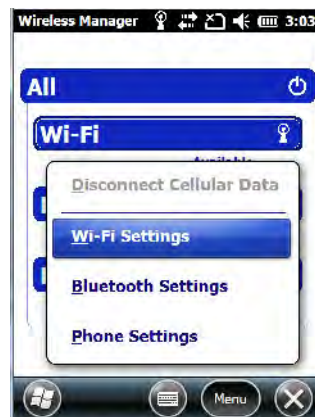 Wireless Manager 3:03
All
Wi-Fi
Available
Disconnect Cellular Data
Wi-Fi Settings
Bluetooth Settings
Phone Settings
Menu